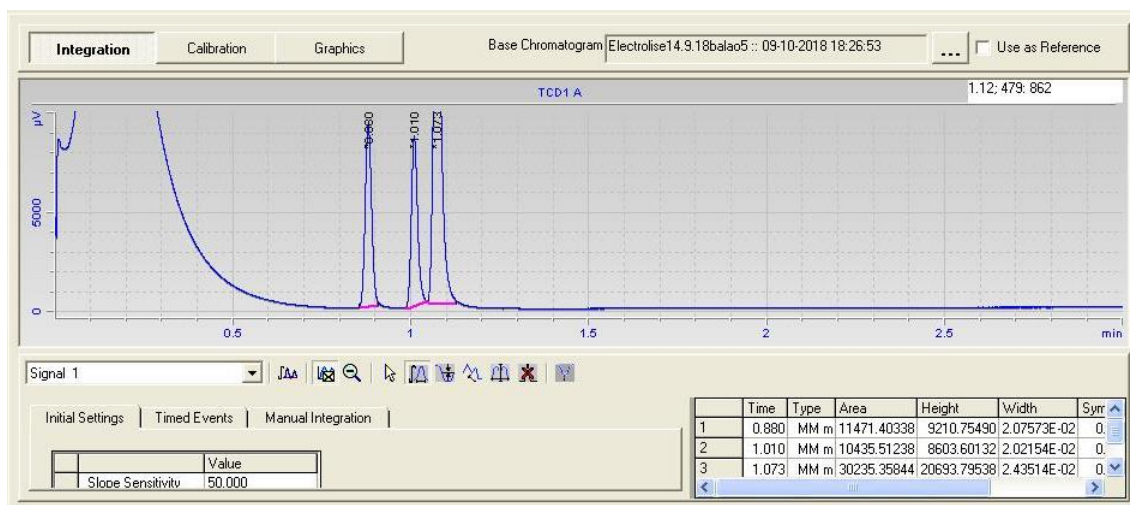 Integration Calibration Graphics Base Chromatogram Electrolise14.9.18balao5 :: 09-10-2018 18:26:53 ... Use as Reference
TCD1 A 1.12; 479: 862
µV
5000
0
*0.880 *1.010 *1.073
0.5 1 1.5 2 2.5 min
Signal 1
Initial Settings Timed Events Manual Integration
Value
Slope Sensitivity 50.000
Time Type Area Height Width Sym
1 0.880 MM m 11471.40338 9210.75490 2.07573E-02 0.
2 1.010 MM m 10435.51238 8603.60132 2.02154E-02 0.
3 1.073 MM m 30235.35844 20693.79538 2.43514E-02 0.